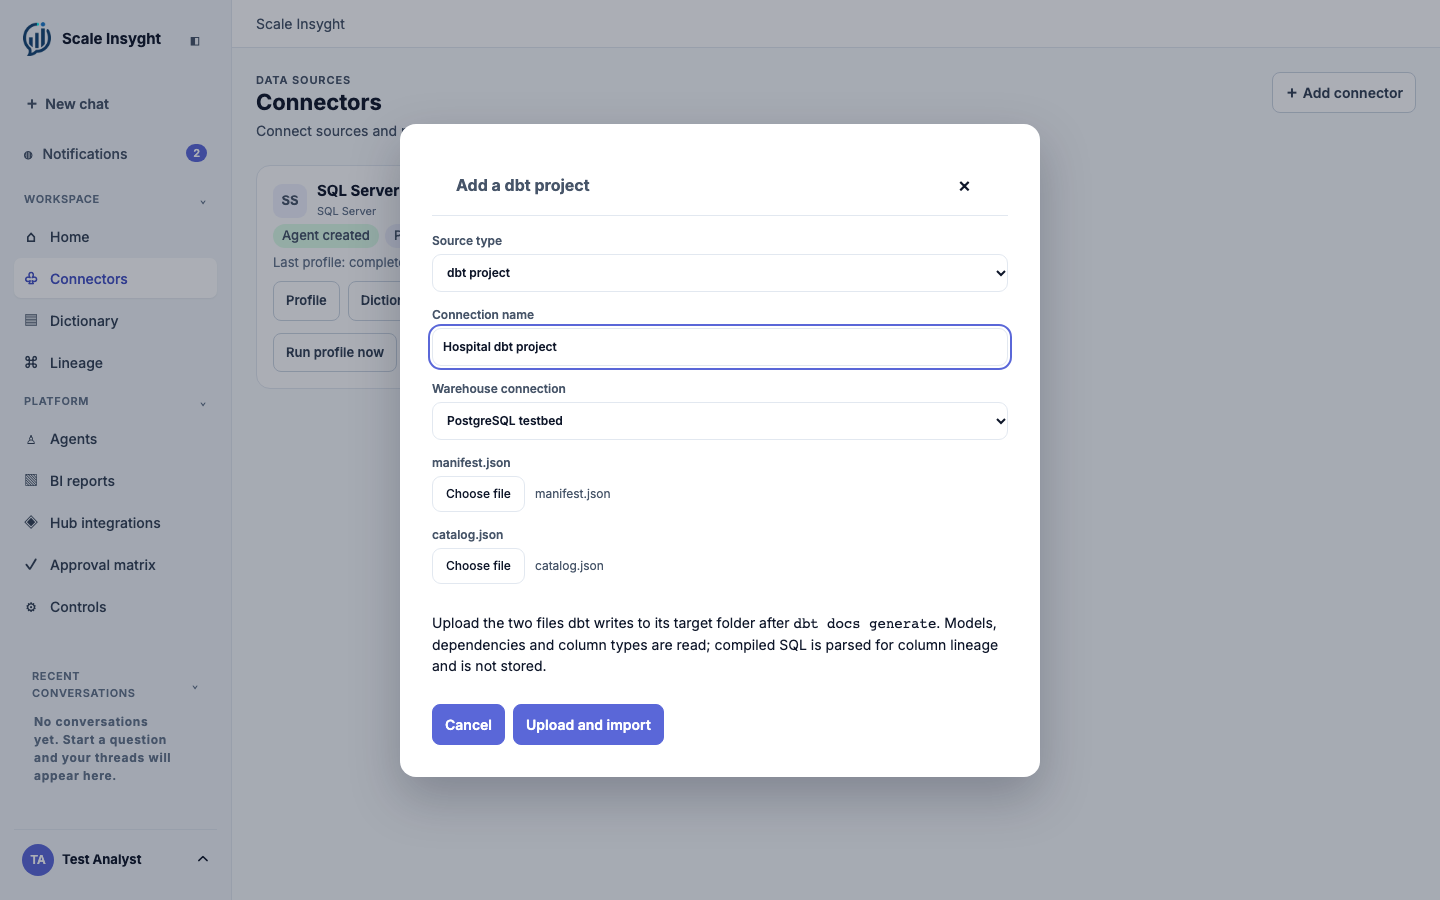 Scale Insyght
Scale Insyght
+ New chat
Notifications 2
WORKSPACE
Home
Connectors
Dictionary
Lineage
PLATFORM
Agents
BI reports
Hub integrations
Approval matrix
Controls
RECENT
CONVERSATIONS
No conversations
yet. Start a question
and your threads will
appear here.
TA Test Analyst
DATA SOURCES
Connectors
Connect sources and
+ Add connector
SS SQL Server
SQL Server
Agent created
Last profile:
Profile
Run profile now
Add a dbt project
Source type
dbt project
Connection name
Hospital dbt project
Warehouse connection
PostgreSQL testbed
manifest.json
Choose file manifest.json
catalog.json
Choose file catalog.json
Upload the two files dbt writes to its target folder after dbt docs generate. Models,
dependencies and column types are read; compiled SQL is parsed for column lineage
and is not stored.
Cancel Upload and import